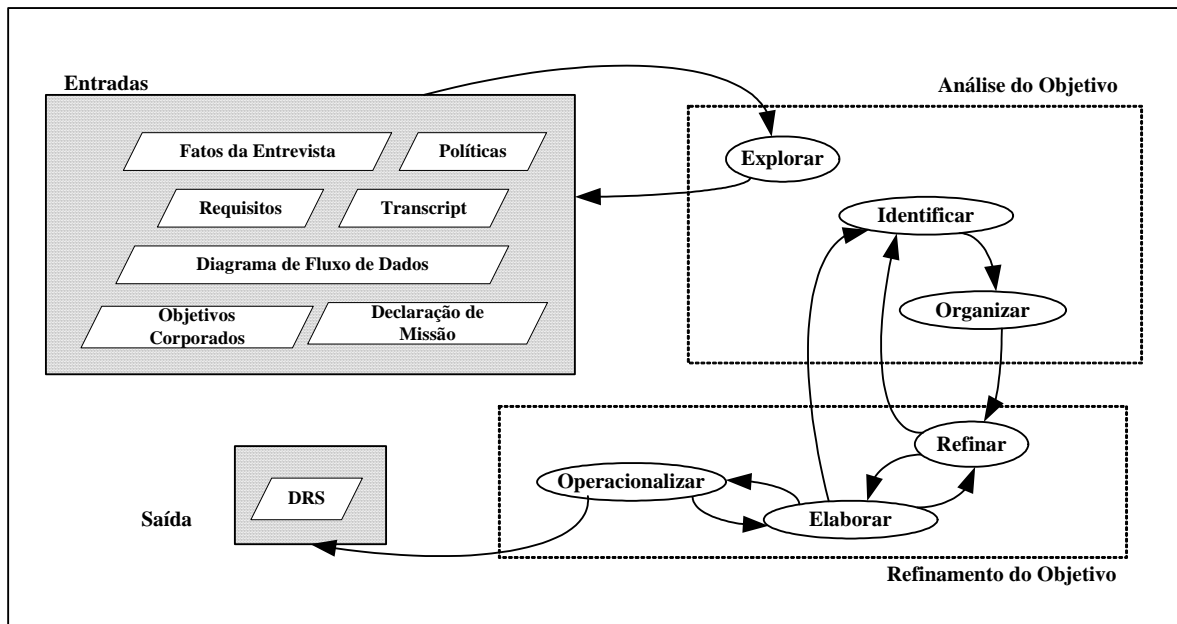 Entradas
Análise do Objetivo
Fatos da Entrevista
Políticas
Explorar
Requisitos
Transcript
Identificar
Diagrama de Fluxo de Dados
Objetivos
Corporados
Declaração de
Missão
Organizar
Refinar
Operacionalizar
DRS
Saída
Elaborar
Refinamento do Objetivo